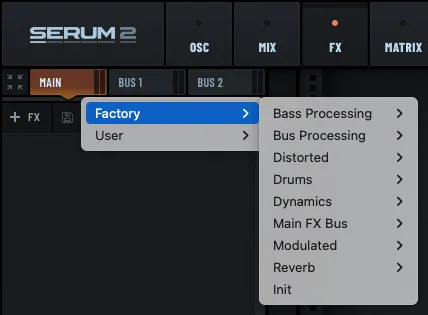 SERUM 2
OSC
MIX
FX
MATRIX
MAIN
BUS 1
BUS 2
+ FX
Factory
User
Bass Processing
Bus Processing
Distorted
Drums
Dynamics
Main FX Bus
Modulated
Reverb
Init